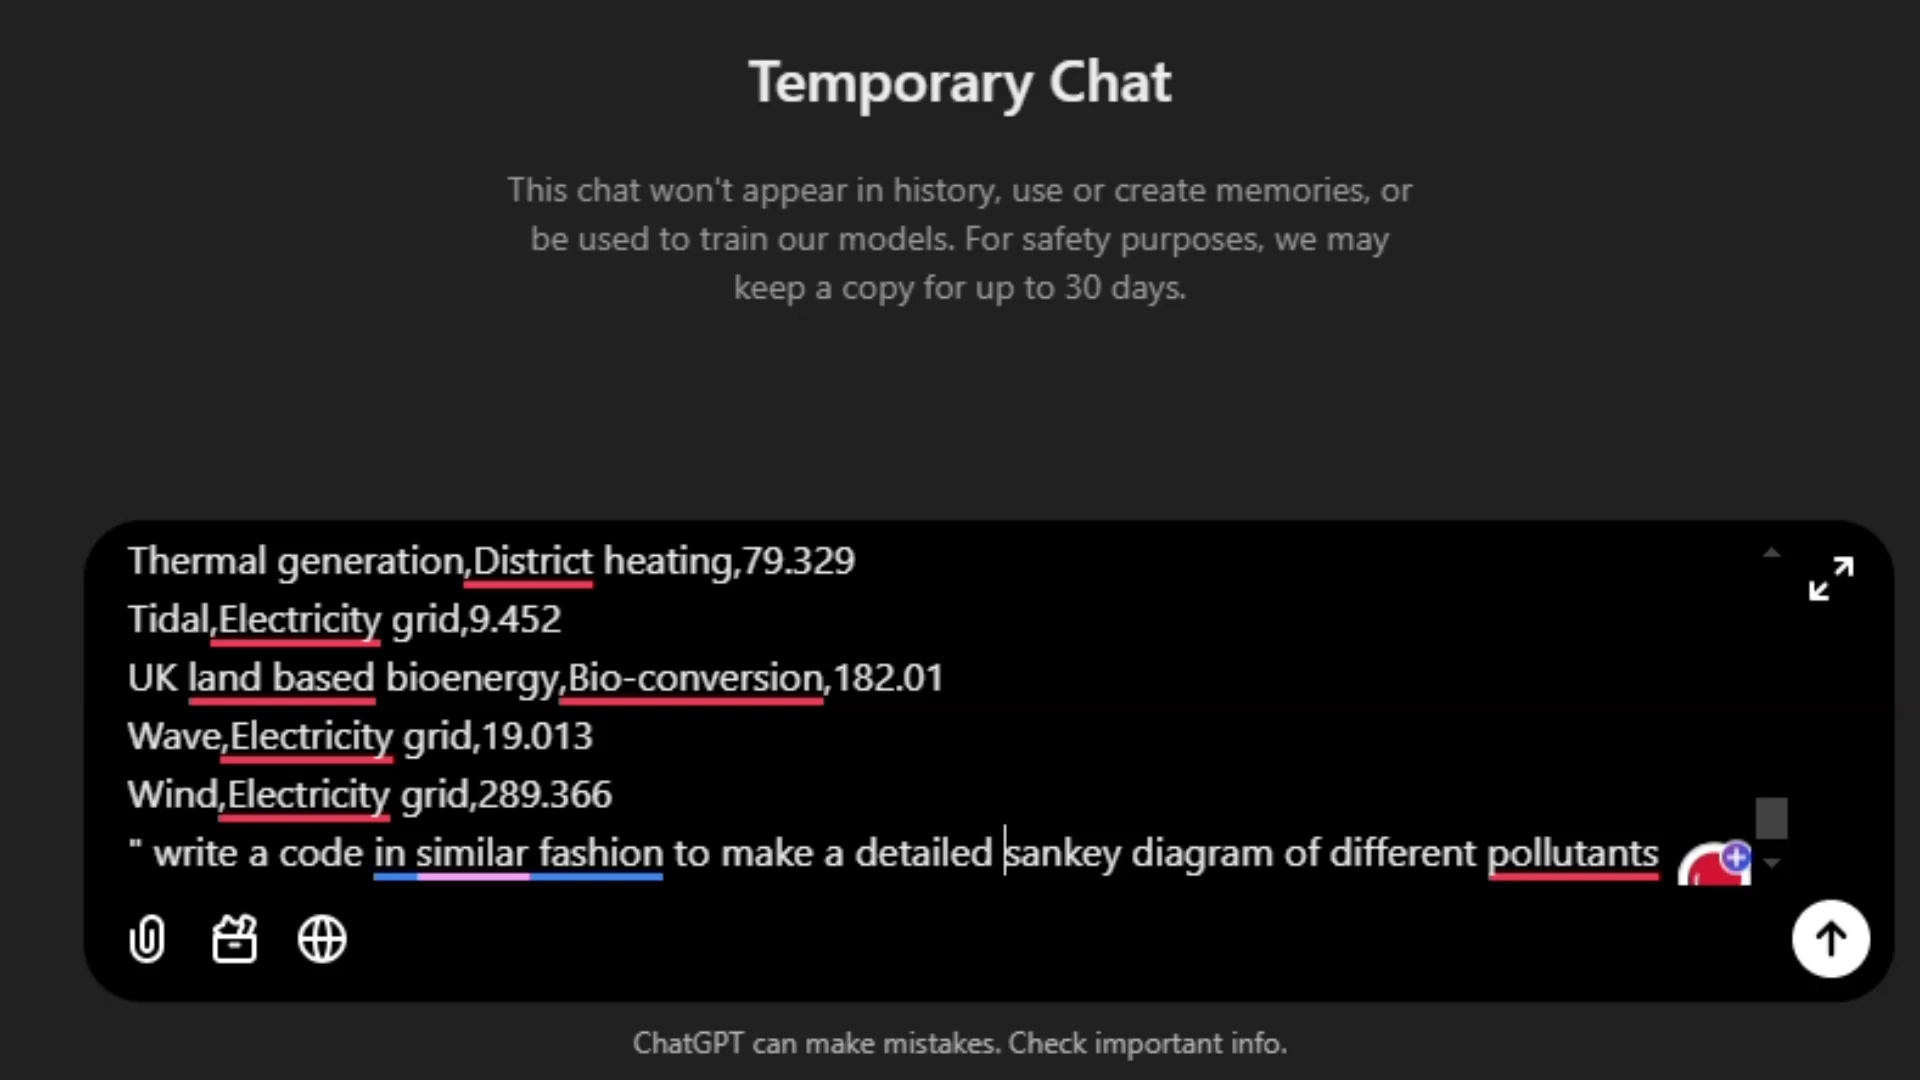 Temporary Chat
This chat won't appear in history, use or create memories, or
be used to train our models. For safety purposes, we may
keep a copy for up to 30 days.
Thermal generation,District heating,79.329
Tidal,Electricity grid,9.452
UK land based bioenergy,Bio-conversion,182.01
Wave,Electricity grid,19.013
Wind,Electricity grid,289.366
" write a code in similar fashion to make a detailed sankey diagram of different pollutants
ChatGPT can make mistakes. Check important info.